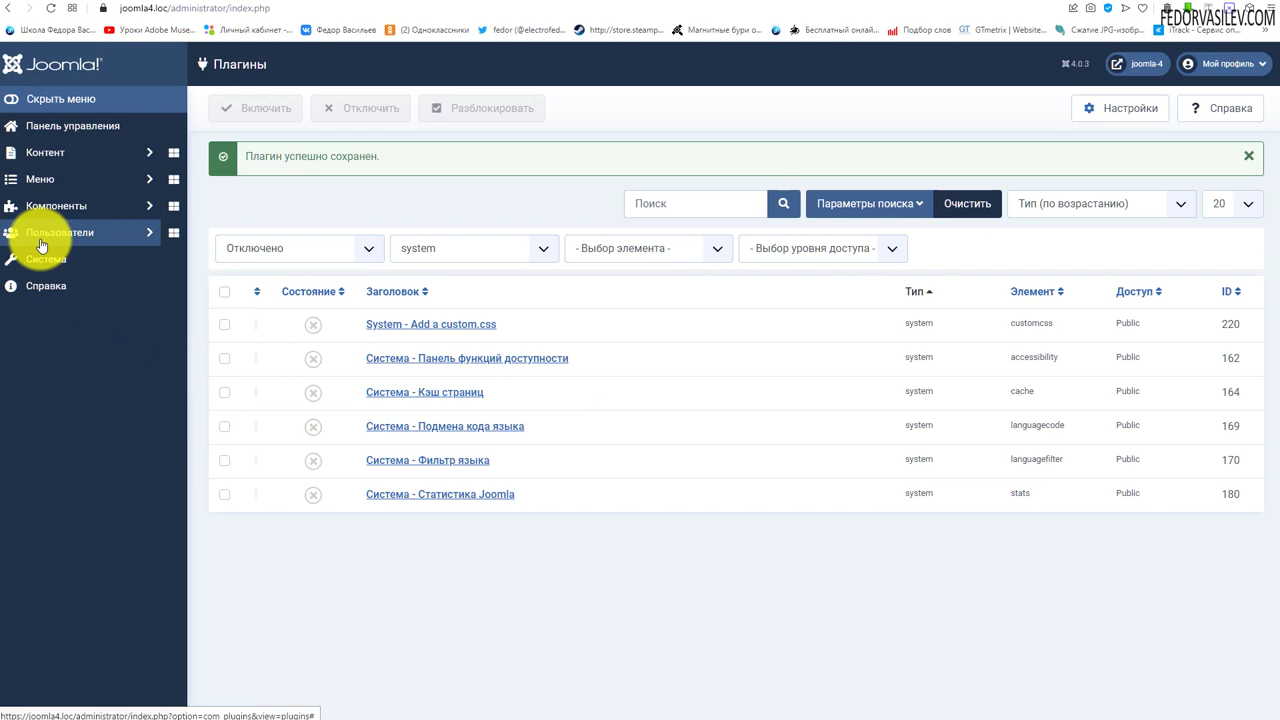 joomla4.loc/administrator/index.php
FEDORVASILEV.COM
Школа Федора Вас...
Уроки Adobe Muse...
Личный кабинет -...
Федор Васильев
(2) Одноклассники
fedor (@electrofed...
http://store.steamp...
Магнитные бури о...
Бесплатный онлай...
Подбор слов
GTmetrix | Website...
Сжатие JPG-изобр...
iTrack - Сервис оп...
Joomla!
Плагины
4.0.3
joomla-4
Мой профиль
Скрыть меню
Панель управления
Контент
Меню
Компоненты
Пользователи
Система
Справка
Включить
Отключить
Разблокировать
Настройки
Справка
Плагин успешно сохранен.
Поиск
Параметры поиска
Очистить
Тип (по возрастанию)
20
Отключено
system
- Выбор элемента -
- Выбор уровня доступа -
Состояние Заголовок Тип Элемент Доступ ID
System - Add a custom.css system customcss Public 220
Система - Панель функций доступности system accessibility Public 162
Система - Кэш страниц system cache Public 164
Система - Подмена кода языка system languagecode Public 169
Система - Фильтр языка system languagefilter Public 170
Система - Статистика Joomla system stats Public 180
https://joomla4.loc/administrator/index.php?option=com_plugins&view=plugins#